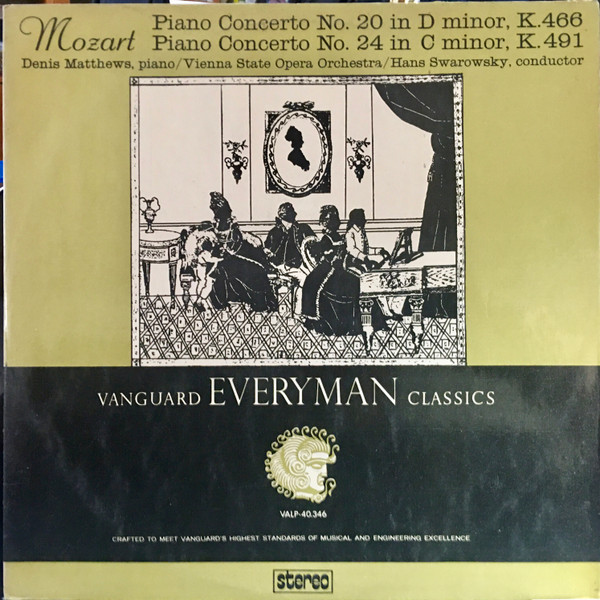 Mozart Piano Concerto No. 20 in D minor, K.466
Piano Concerto No. 24 in C minor, K.491
Denis Matthews, piano/Vienna State Opera Orchestra/Hans Swarowsky, conductor
VANGUARD EVERYMAN CLASSICS
VALP-40.346
CRAFTED TO MEET VANGUARD'S HIGHEST STANDARDS OF MUSICAL AND ENGINEERING EXCELLENCE
stereo